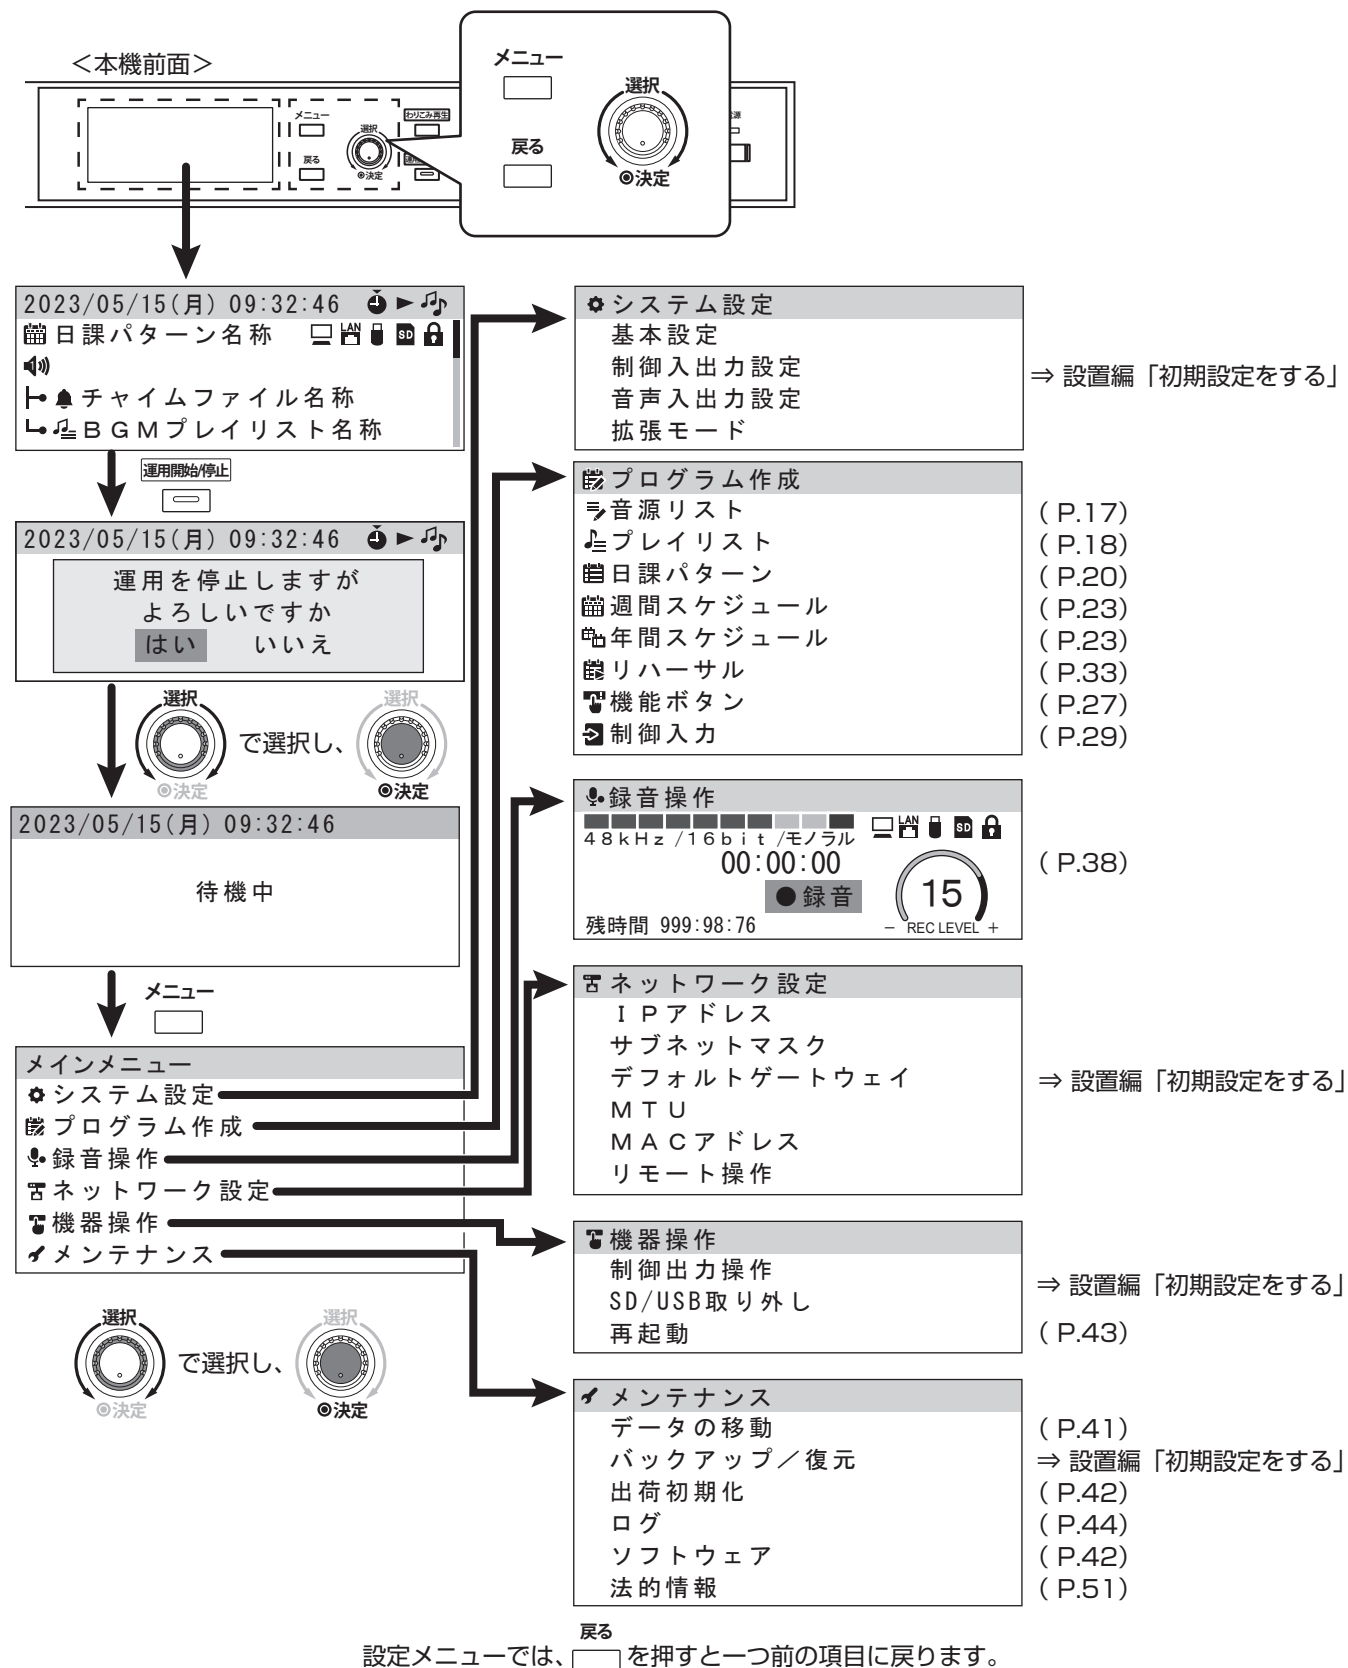 ＜本機前面＞
メニュー
選択
戻る
◎決定
わりこみ再生
メニュー
選択
戻る
◎決定
2023/05/15(月) 09:32:46
日課パターン名称 LAN SD
チャイムファイル名称
ＢＧＭプレイリスト名称
運用開始/停止
2023/05/15(月) 09:32:46
運用を停止しますが
よろしいですか
はい いいえ
選択 で選択し、 選択
◎決定 ◎決定
2023/05/15(月) 09:32:46
待機中
メニュー
メインメニュー
システム設定
プログラム作成
録音操作
ネットワーク設定
機器操作
メンテナンス
選択 で選択し、 選択
◎決定 ◎決定
システム設定
基本設定
制御入出力設定
音声入出力設定
拡張モード
⇒ 設置編「初期設定をする」
プログラム作成
音源リスト ( P.17)
プレイリスト ( P.18)
日課パターン ( P.20)
週間スケジュール ( P.23)
年間スケジュール ( P.23)
リハーサル ( P.33)
機能ボタン ( P.27)
制御入力 ( P.29)
録音操作
48kHz/16bit/モノラル LAN SD
00:00:00
●録音 15
残時間 999:98:76 － REC LEVEL ＋
( P.38)
ネットワーク設定
ＩＰアドレス
サブネットマスク
デフォルトゲートウェイ
ＭＴＵ
ＭＡＣアドレス
リモート操作
⇒ 設置編「初期設定をする」
機器操作
制御出力操作
SD/USB取り外し
⇒ 設置編「初期設定をする」
再起動 ( P.43)
メンテナンス
データの移動 ( P.41)
バックアップ／復元 ⇒ 設置編「初期設定をする」
出荷初期化 ( P.42)
ログ ( P.44)
ソフトウェア ( P.42)
法的情報 ( P.51)
戻る
設定メニューでは、 を押すと一つ前の項目に戻ります。